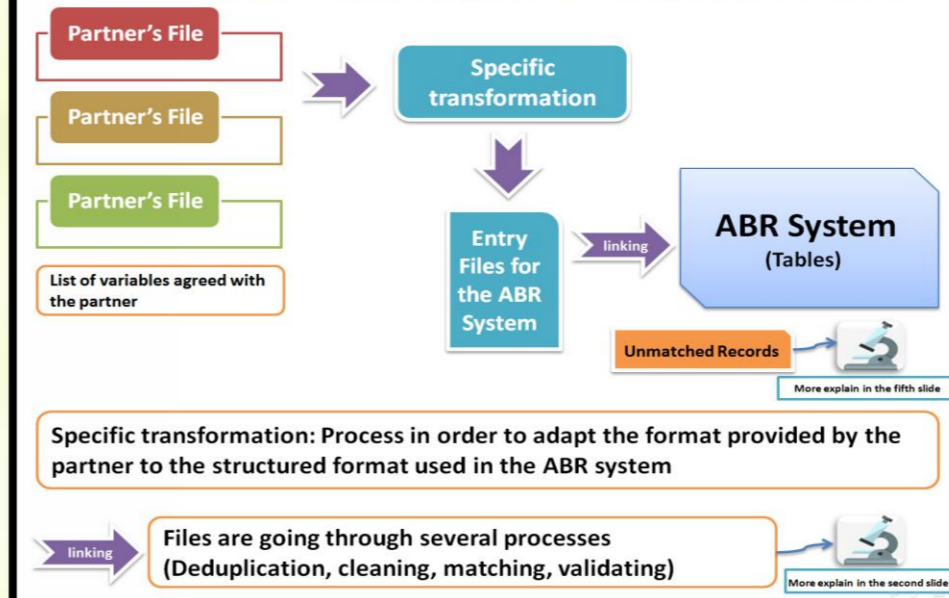 Partner's File
Partner's File
Partner's File
List of variables agreed with
the partner
Specific
transformation
Entry
Files for
the ABR
System
linking
ABR System
(Tables)
Unmatched Records
More explain in the fifth slide
Specific transformation: Process in order to adapt the format provided by the
partner to the structured format used in the ABR system
linking
Files are going through several processes
(Deduplication, cleaning, matching, validating)
More explain in the second slide